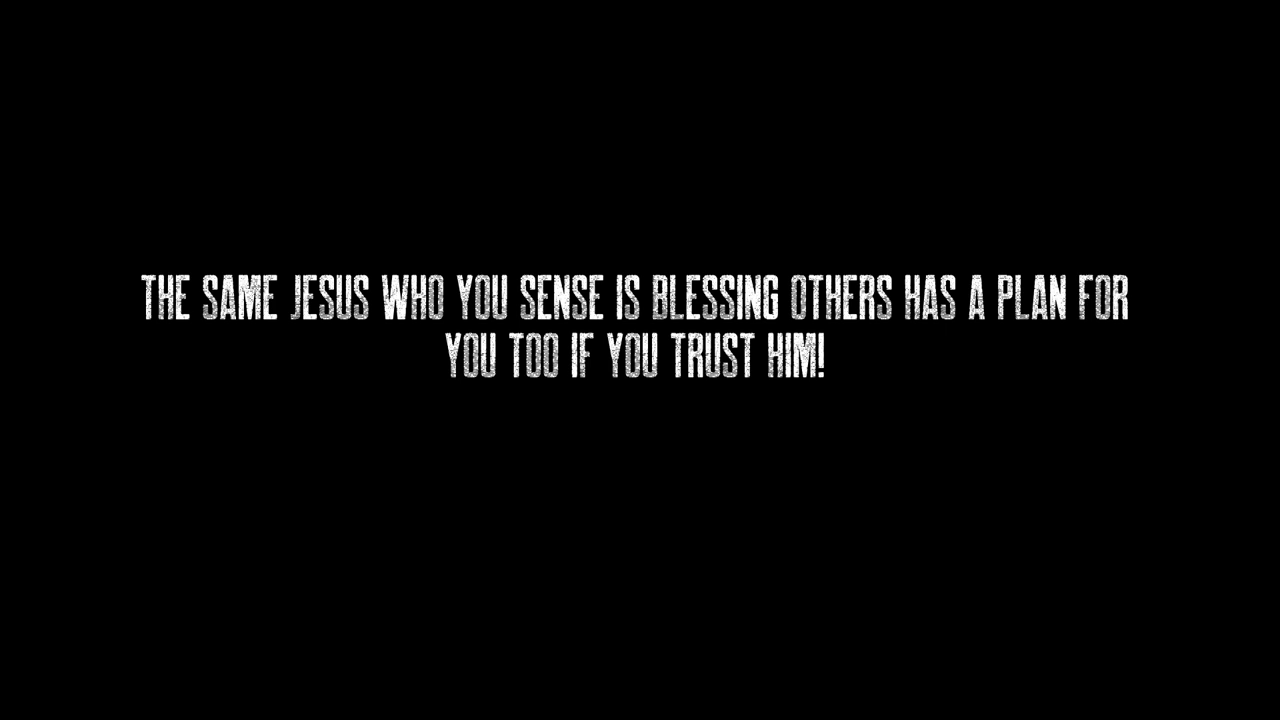 THE SAME JESUS WHO YOU SENSE IS BLESSING OTHERS HAS A PLAN FOR
YOU TOO IF YOU TRUST HIM!